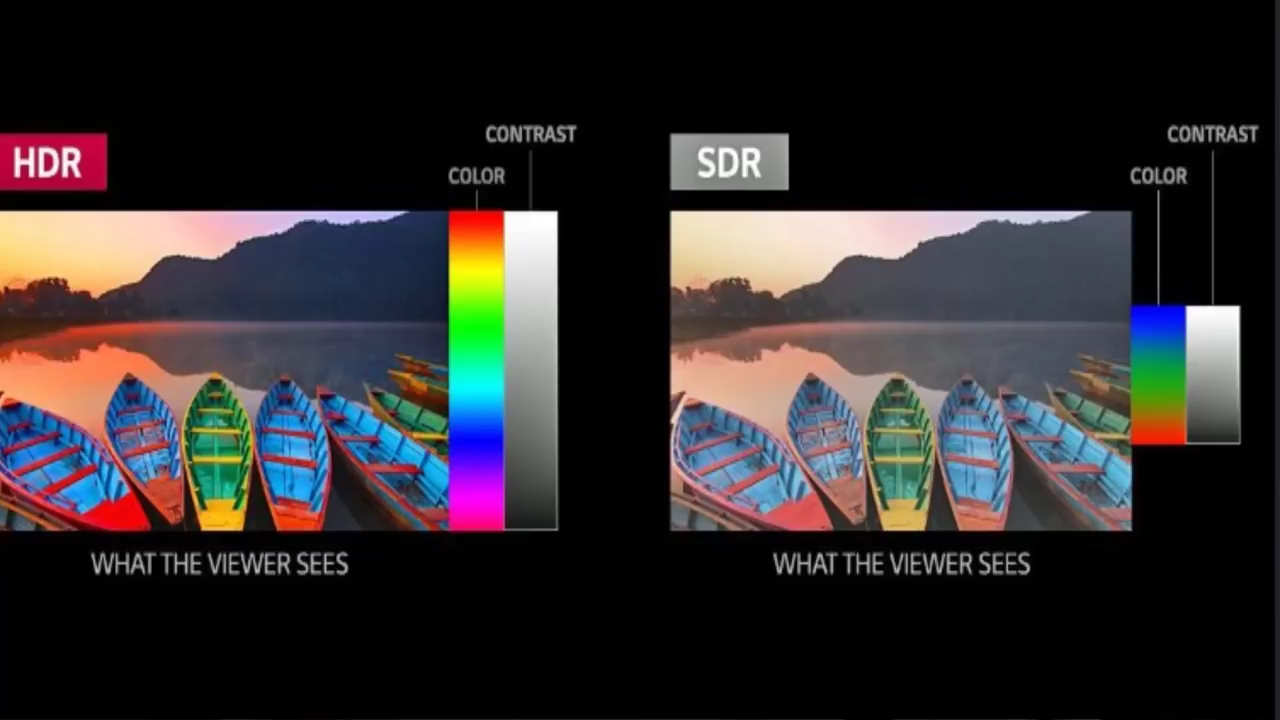 HDR
CONTRAST
COLOR
WHAT THE VIEWER SEES
SDR
CONTRAST
COLOR
WHAT THE VIEWER SEES